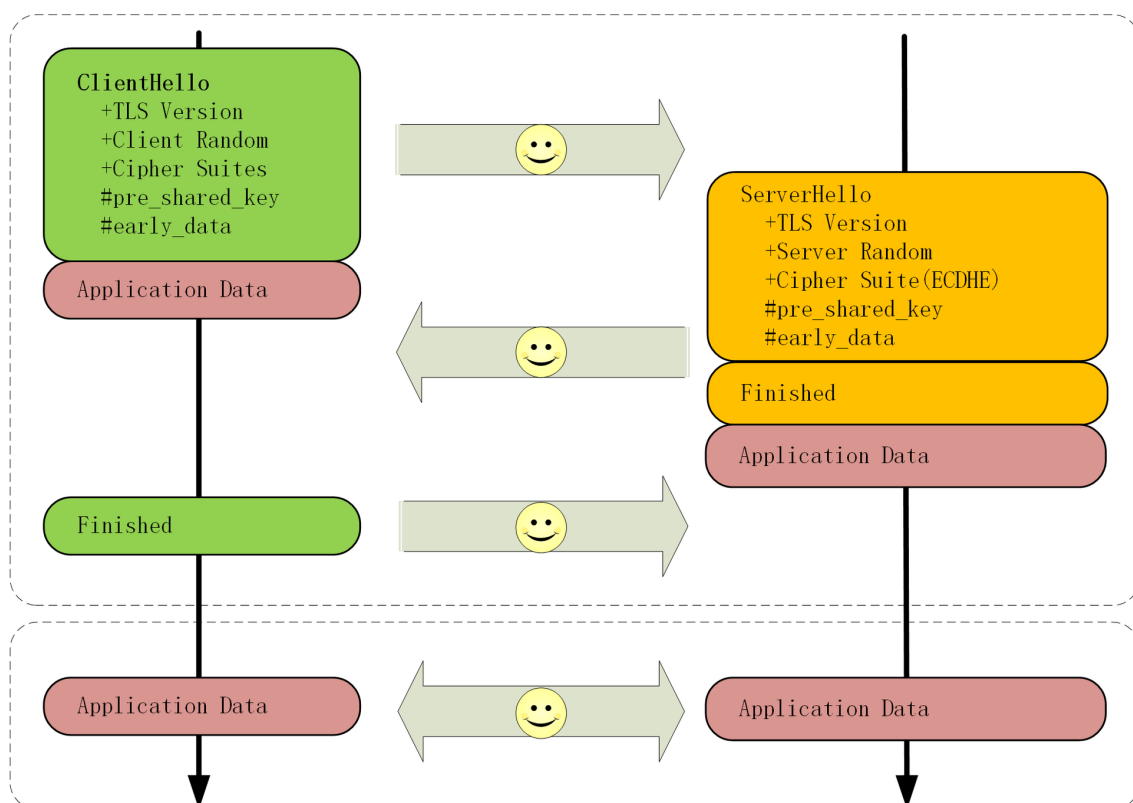 ClientHello
+TLS Version
+Client Random
+Cipher Suites
#pre_shared_key
#early_data
Application Data
ServerHello
+TLS Version
+Server Random
+Cipher Suite(ECDHE)
#pre_shared_key
#early_data
Finished
Application Data
Finished
Application Data
Application Data